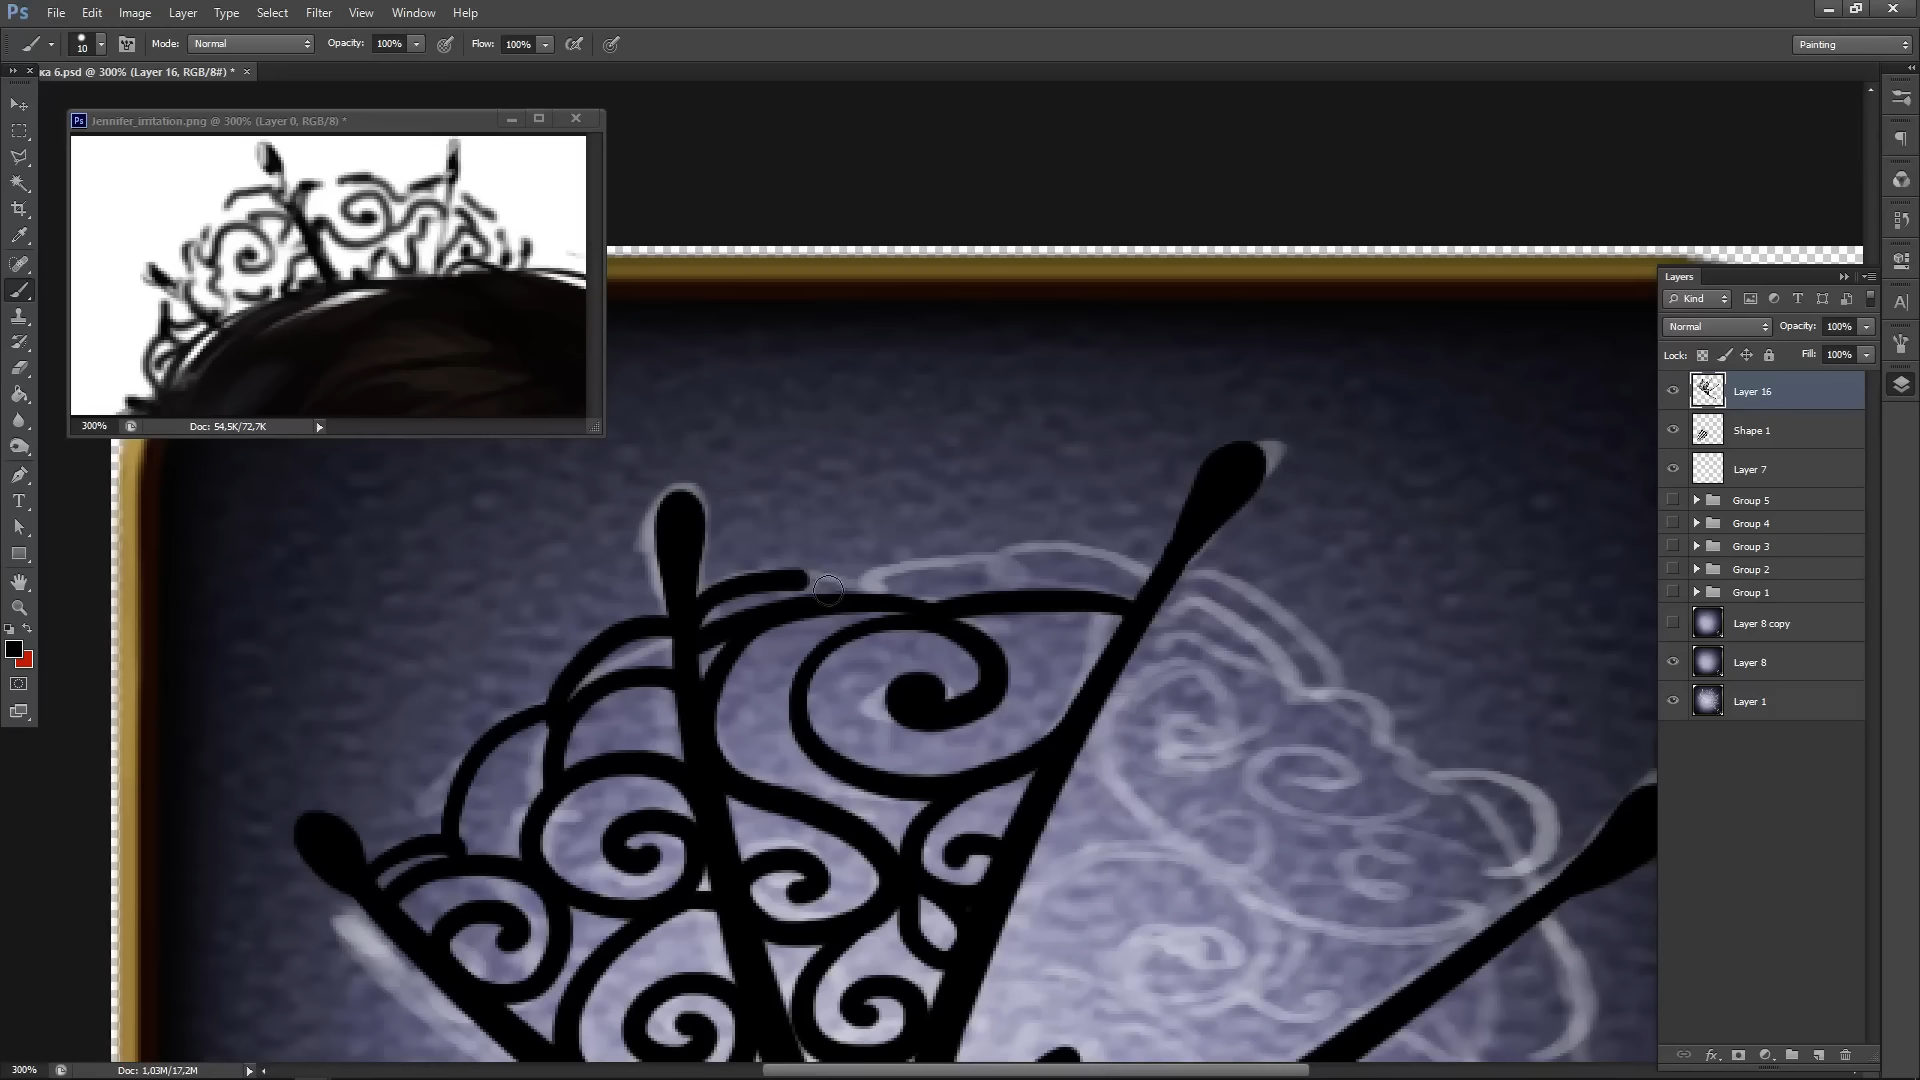 Ps File Edit Image Layer Type Select Filter View Window Help
10 Mode: Normal Opacity: 100% Flow: 100% Painting
ка 6.psd @ 300% (Layer 16, RGB/8#) *
Ps Jennifer_irritation.png @ 300% (Layer 0, RGB/8) *
300% Doc: 54,5K/72,7K
Layers
Kind
Normal Opacity: 100%
Lock: Fill: 100%
Layer 16
Shape 1
Layer 7
Group 5
Group 4
Group 3
Group 2
Group 1
Layer 8 copy
Layer 8
Layer 1
fx
300% Doc: 1,03M/17,2M